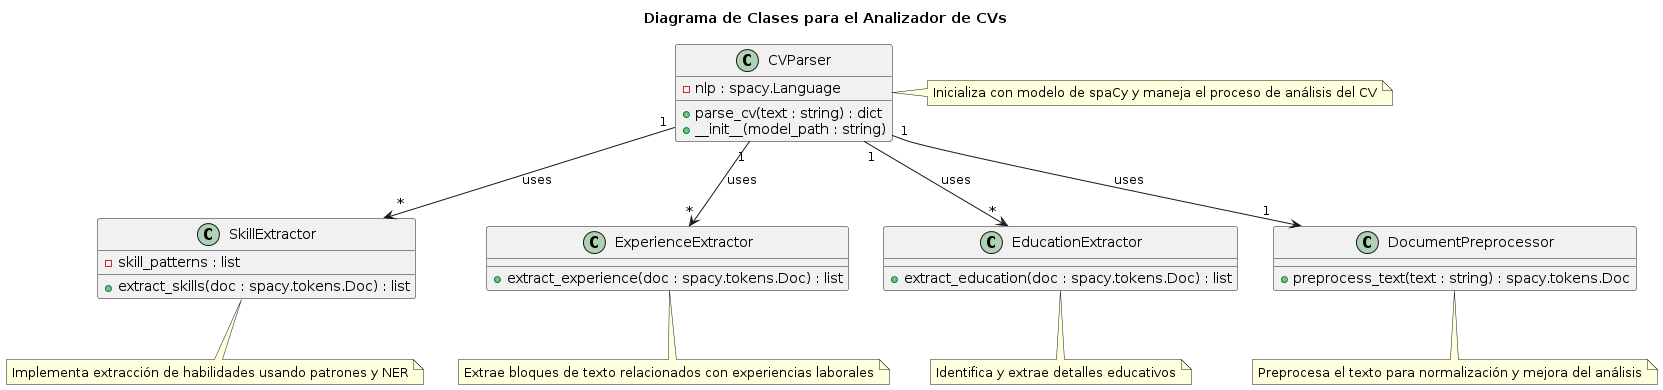 Diagrama de Clases para el Analizador de CVs
C CVParser
nlp : spacy.Language
parse_cv(text : string) : dict
__init__(model_path : string)
Inicializa con modelo de spaCy y maneja el proceso de análisis del CV
1
1
1
1
uses
uses
uses
uses
*
*
*
1
C SkillExtractor
skill_patterns : list
extract_skills(doc : spacy.tokens.Doc) : list
C ExperienceExtractor
extract_experience(doc : spacy.tokens.Doc) : list
C EducationExtractor
extract_education(doc : spacy.tokens.Doc) : list
C DocumentPreprocessor
preprocess_text(text : string) : spacy.tokens.Doc
Implementa extracción de habilidades usando patrones y NER
Extrae bloques de texto relacionados con experiencias laborales
Identifica y extrae detalles educativos
Preprocesa el texto para normalización y mejora del análisis